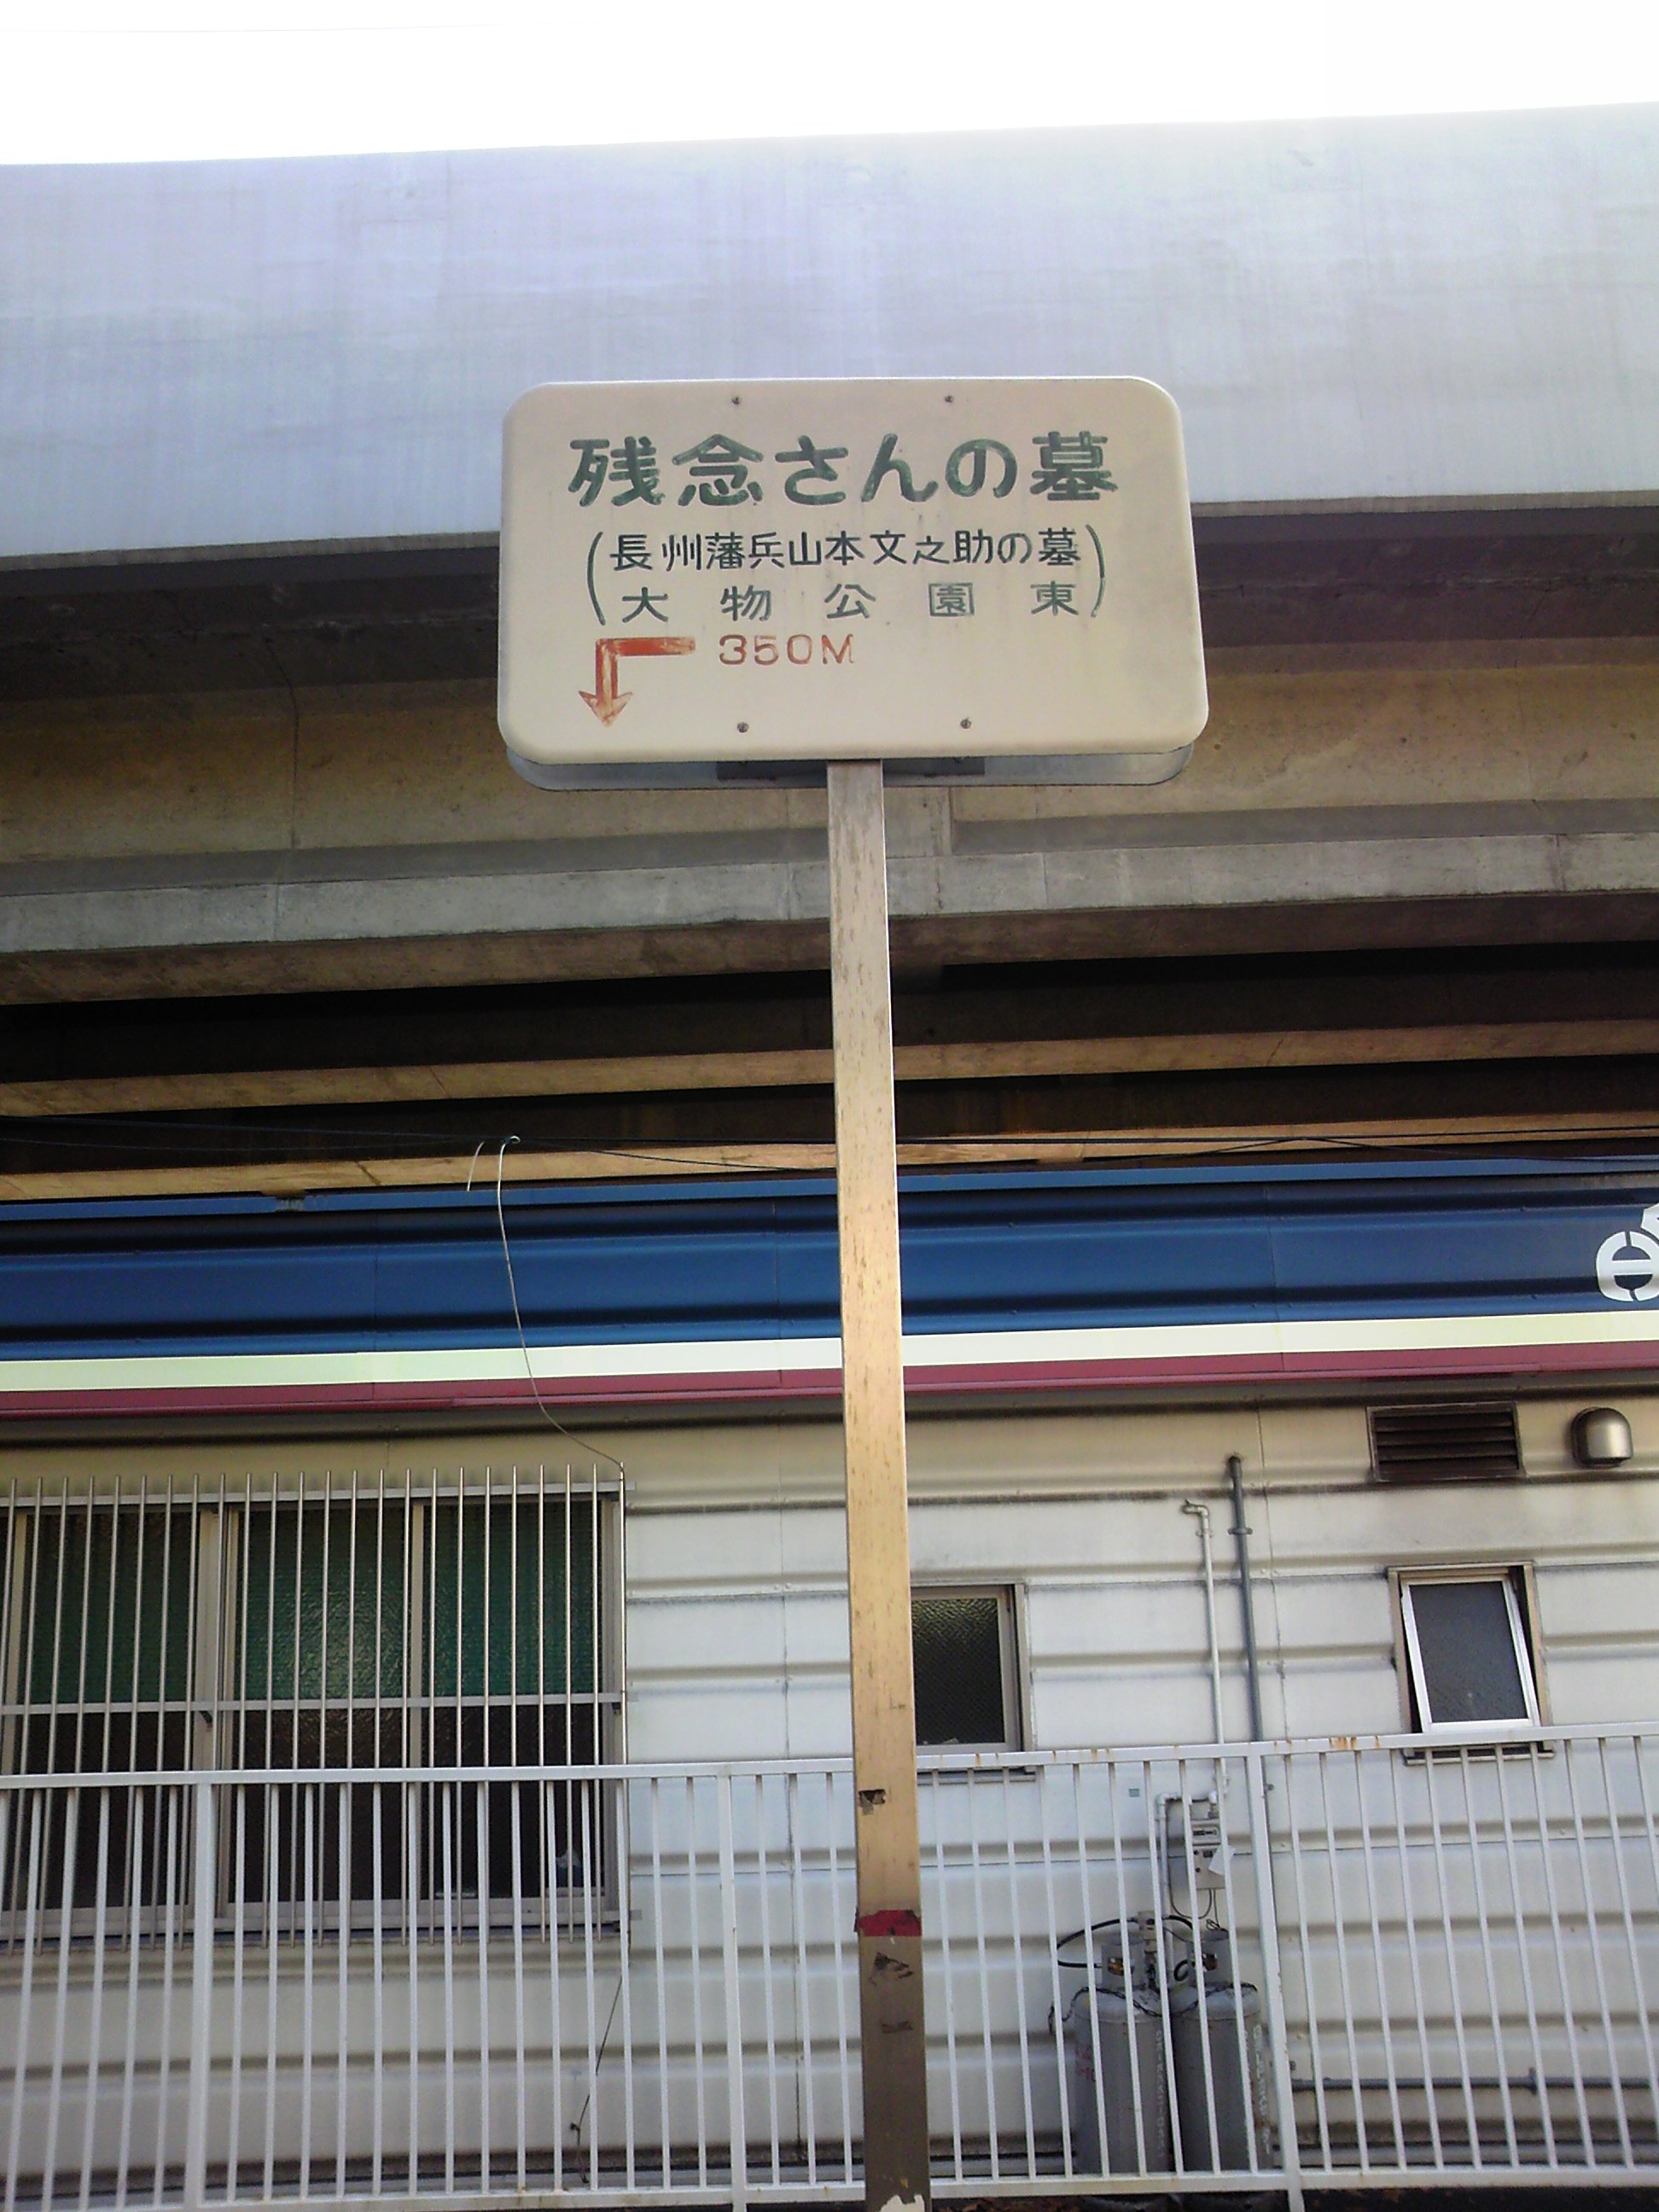 残念さんの墓
(長州藩兵山本文之助の墓
大物公園東)
350M